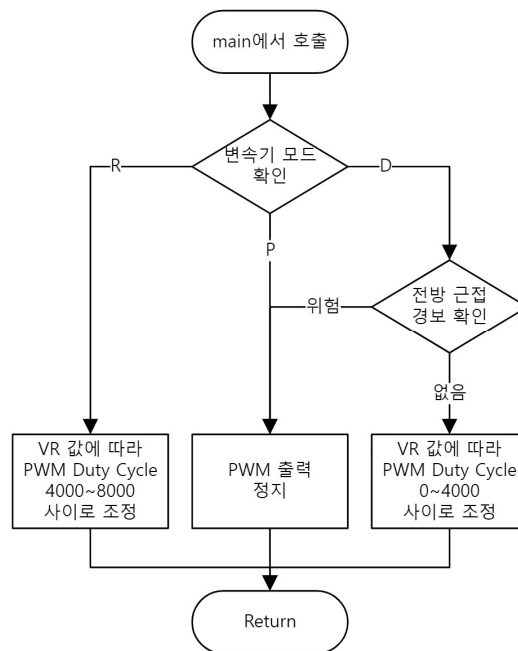 main에서 호출
변속기 모드
확인
R
D
P
전방 근접
경보 확인
위험
없음
VR 값에 따라
PWM Duty Cycle
4000~8000
사이로 조정
PWM 출력
정지
VR 값에 따라
PWM Duty Cycle
0~4000
사이로 조정
Return